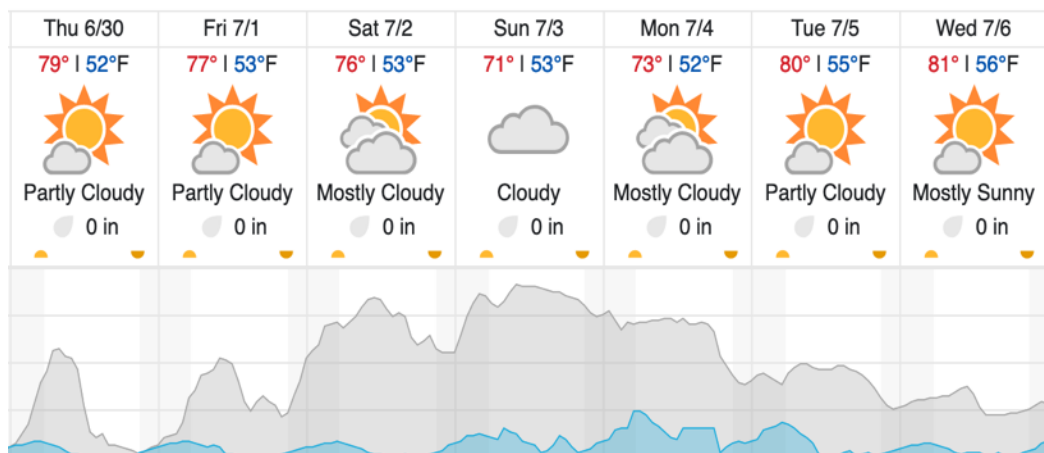 Thu 6/30 Fri 7/1 Sat 7/2 Sun 7/3 Mon 7/4 Tue 7/5 Wed 7/6
79° | 52°F 77° | 53°F 76° | 53°F 71° | 53°F 73° | 52°F 80° | 55°F 81° | 56°F
Partly Cloudy Partly Cloudy Mostly Cloudy Cloudy Mostly Cloudy Partly Cloudy Mostly Sunny
0 in 0 in 0 in 0 in 0 in 0 in 0 in